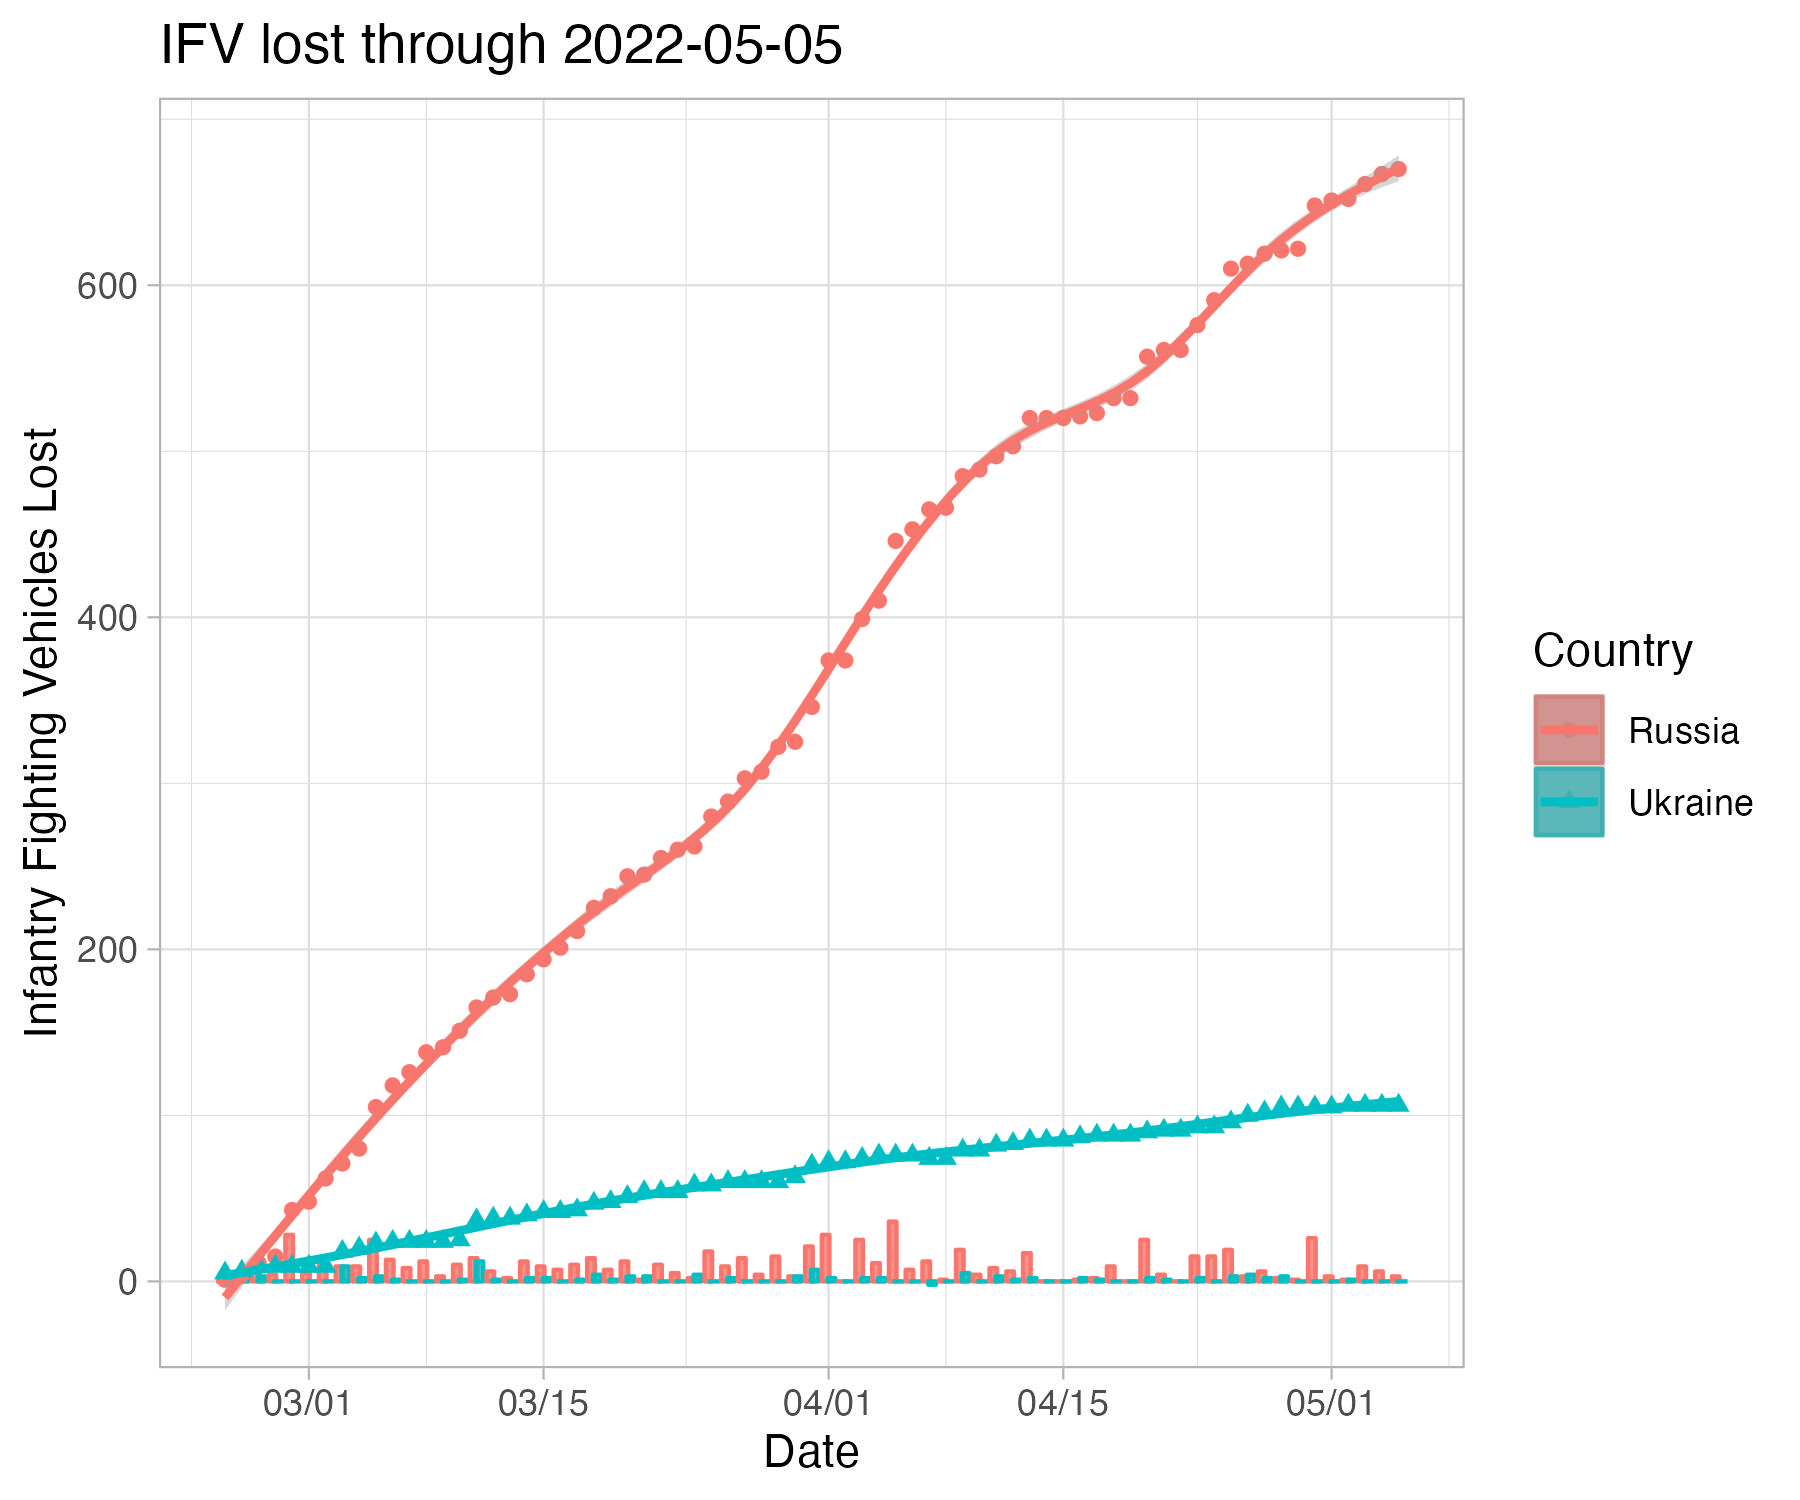 IFV lost through 2022-05-05
Infantry Fighting Vehicles Lost
600
400
200
0
03/01
03/15
04/01
04/15
05/01
Date
Country
Russia
Ukraine